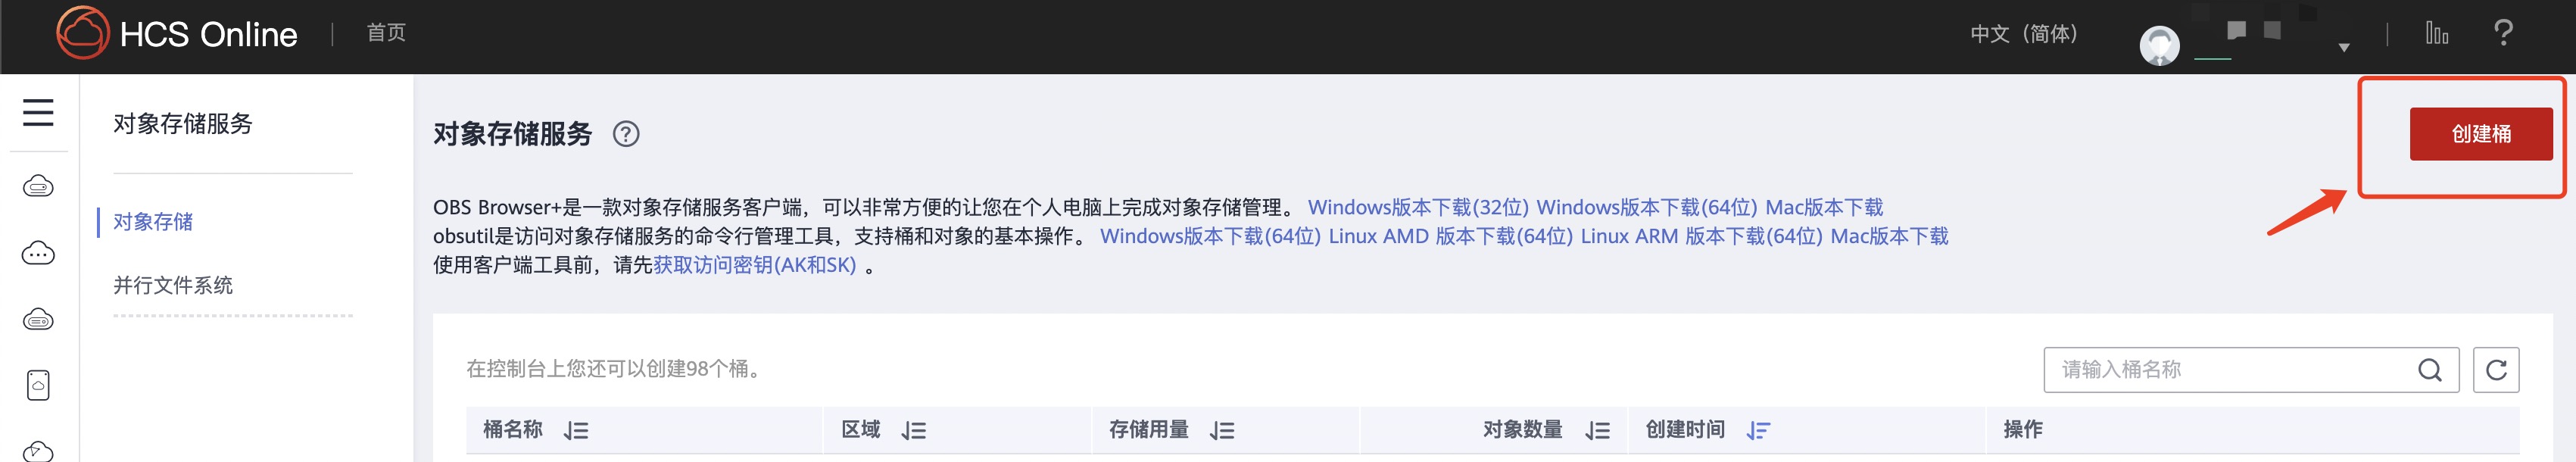 HCS Online
首页
中文（简体）
?
对象存储服务
对象存储
并行文件系统
对象存储服务 ?
创建桶
OBS Browser+是一款对象存储服务客户端，可以非常方便的让您在个人电脑上完成对象存储管理。 Windows版本下载(32位) Windows版本下载(64位) Mac版本下载
obsutil是访问对象存储服务的命令行管理工具，支持桶和对象的基本操作。 Windows版本下载(64位) Linux AMD 版本下载(64位) Linux ARM 版本下载(64位) Mac版本下载
使用客户端工具前，请先获取访问密钥(AK和SK) 。
在控制台上您还可以创建98个桶。
请输入桶名称
桶名称 区域 存储用量 对象数量 创建时间 操作